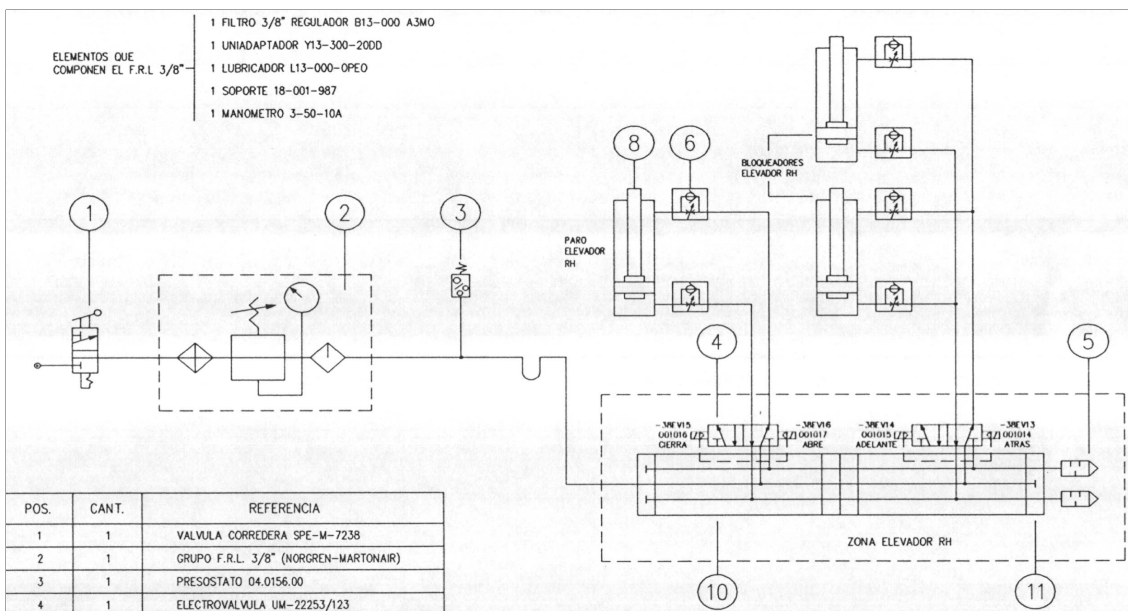 ELEMENTOS QUE
COMPONEN EL F.R.L 3/8"
1 FILTRO 3/8" REGULADOR B13-000 A3MO
1 UNIADAPTADOR Y13-300-20DD
1 LUBRICADOR L13-000-OPEO
1 SOPORTE 18-001-987
1 MANOMETRO 3-50-10A
1
2
3
8
6
PARO
ELEVADOR
RH
BLOQUEADORES
ELEVADOR RH
4
5
-3REV15
001016
CIERRA
-3REV16
001017
ABRE
-3REV14
001015
ADELANTE
-3REV13
001014
ATRAS
ZONA ELEVADOR RH
10
11
POS. CANT. REFERENCIA
1 1 VALVULA CORREDERA SPE-M-7238
2 1 GRUPO F.R.L. 3/8" (NORGREN-MARTONAIR)
3 1 PRESOSTATO 04.0156.00
4 1 ELECTROVALVULA UM-22253/123